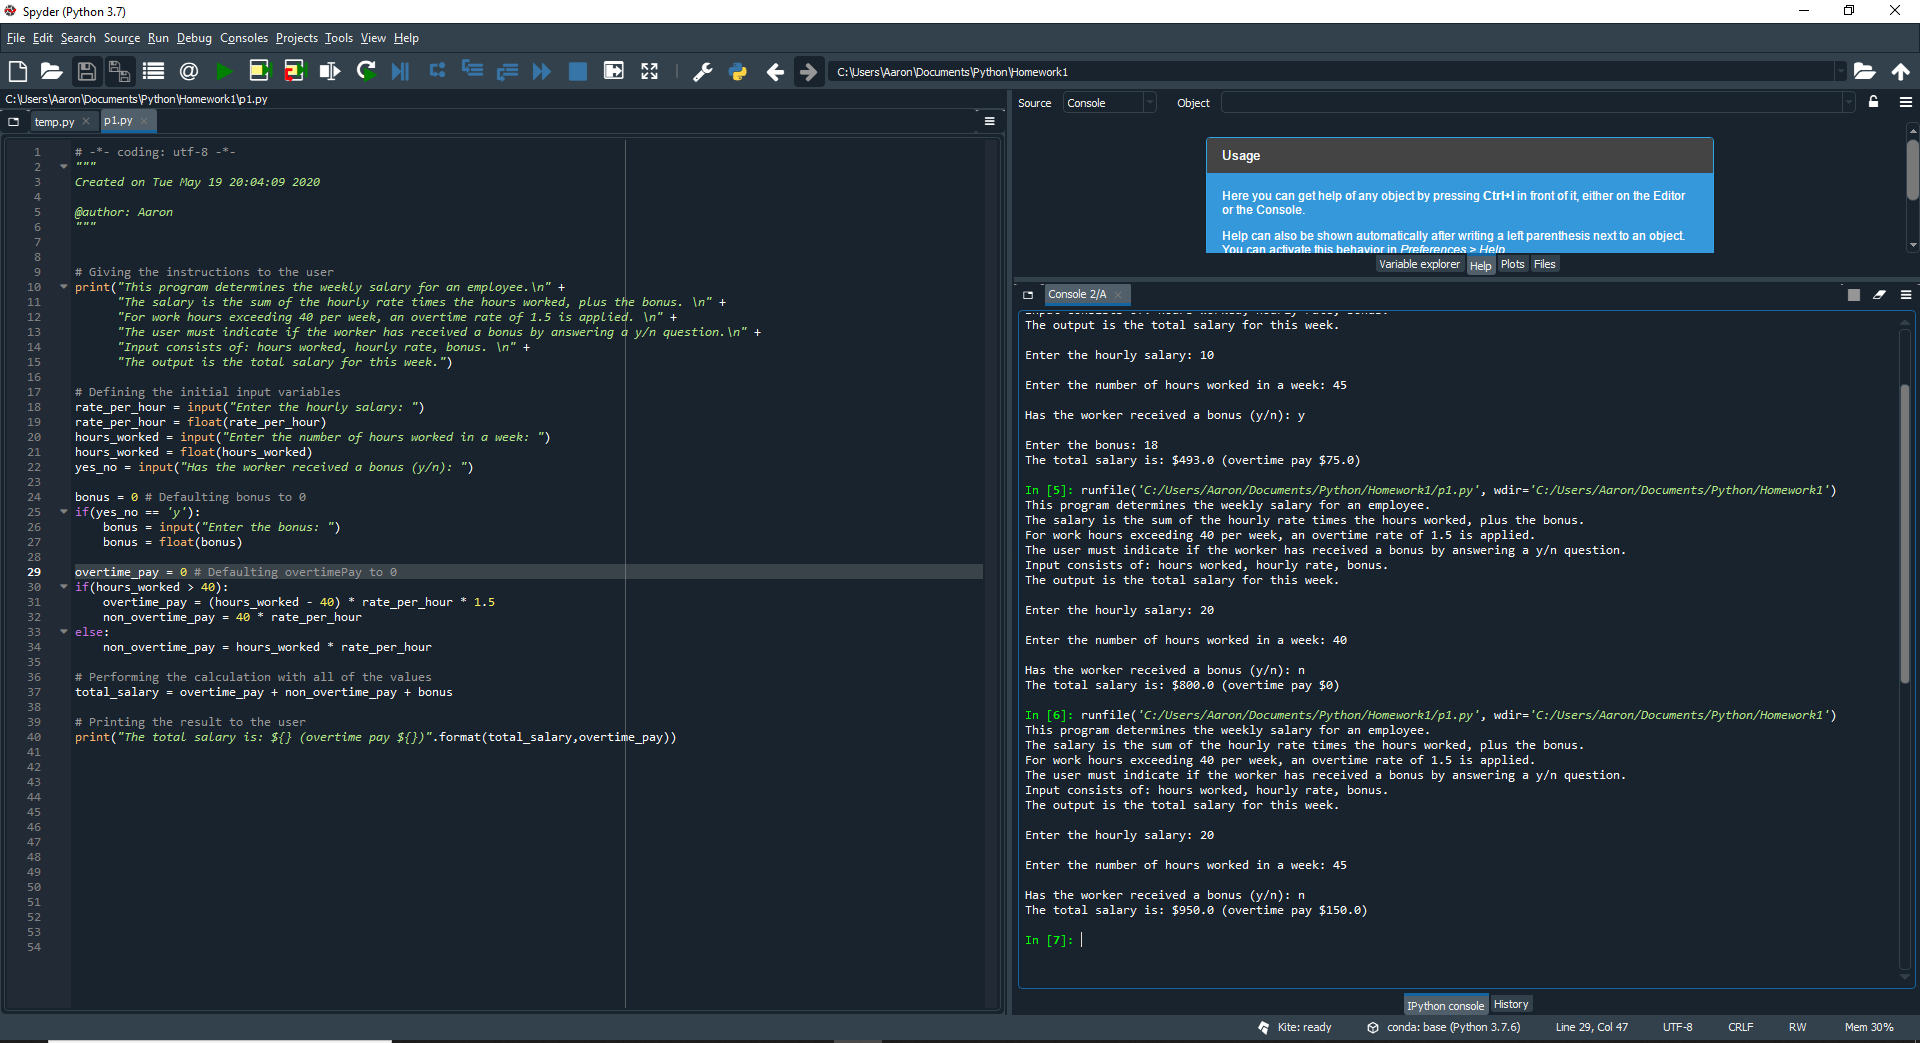 Spyder (Python 3.7)
File Edit Search Source Run Debug Consoles Projects Tools View Help
C:\Users\Aaron\Documents\Python\Homework1
C:\Users\Aaron\Documents\Python\Homework1\p1.py
temp.py p1.py
1 # -*- coding: utf-8 -*-
2 """
3 Created on Tue May 19 20:04:09 2020
4
5 @author: Aaron
6 """
7
8
9 # Giving the instructions to the user
10 print("This program determines the weekly salary for an employee.\n" +
11 "The salary is the sum of the hourly rate times the hours worked, plus the bonus. \n" +
12 "For work hours exceeding 40 per week, an overtime rate of 1.5 is applied. \n" +
13 "The user must indicate if the worker has received a bonus by answering a y/n question.\n" +
14 "Input consists of: hours worked, hourly rate, bonus. \n" +
15 "The output is the total salary for this week.")
16
17 # Defining the initial input variables
18 rate_per_hour = input("Enter the hourly salary: ")
19 rate_per_hour = float(rate_per_hour)
20 hours_worked = input("Enter the number of hours worked in a week: ")
21 hours_worked = float(hours_worked)
22 yes_no = input("Has the worker received a bonus (y/n): ")
23
24 bonus = 0 # Defaulting bonus to 0
25 if(yes_no == 'y'):
26 bonus = input("Enter the bonus: ")
27 bonus = float(bonus)
28
29 overtime_pay = 0 # Defaulting overtimePay to 0
30 if(hours_worked > 40):
31 overtime_pay = (hours_worked - 40) * rate_per_hour * 1.5
32 non_overtime_pay = 40 * rate_per_hour
33 else:
34 non_overtime_pay = hours_worked * rate_per_hour
35
36 # Performing the calculation with all of the values
37 total_salary = overtime_pay + non_overtime_pay + bonus
38
39 # Printing the result to the user
40 print("The total salary is: ${} (overtime pay ${})".format(total_salary,overtime_pay))
41
42
43
44
45
46
47
48
49
50
51
52
53
54
Source Console Object
Usage
Here you can get help of any object by pressing Ctrl+I in front of it, either on the Editor
or the Console.
Help can also be shown automatically after writing a left parenthesis next to an object.
You can activate this behavior in Preferences > Help.
Variable explorer Help Plots Files
Console 2/A
Input consists of: hours worked, hourly rate, bonus.
The output is the total salary for this week.
Enter the hourly salary: 10
Enter the number of hours worked in a week: 45
Has the worker received a bonus (y/n): y
Enter the bonus: 18
The total salary is: $493.0 (overtime pay $75.0)
In [5]: runfile('C:/Users/Aaron/Documents/Python/Homework1/p1.py', wdir='C:/Users/Aaron/Documents/Python/Homework1')
This program determines the weekly salary for an employee.
The salary is the sum of the hourly rate times the hours worked, plus the bonus.
For work hours exceeding 40 per week, an overtime rate of 1.5 is applied.
The user must indicate if the worker has received a bonus by answering a y/n question.
Input consists of: hours worked, hourly rate, bonus.
The output is the total salary for this week.
Enter the hourly salary: 20
Enter the number of hours worked in a week: 40
Has the worker received a bonus (y/n): n
The total salary is: $800.0 (overtime pay $0)
In [6]: runfile('C:/Users/Aaron/Documents/Python/Homework1/p1.py', wdir='C:/Users/Aaron/Documents/Python/Homework1')
This program determines the weekly salary for an employee.
The salary is the sum of the hourly rate times the hours worked, plus the bonus.
For work hours exceeding 40 per week, an overtime rate of 1.5 is applied.
The user must indicate if the worker has received a bonus by answering a y/n question.
Input consists of: hours worked, hourly rate, bonus.
The output is the total salary for this week.
Enter the hourly salary: 20
Enter the number of hours worked in a week: 45
Has the worker received a bonus (y/n): n
The total salary is: $950.0 (overtime pay $150.0)
In [7]:
IPython console History
Kite: ready conda: base (Python 3.7.6) Line 29, Col 47 UTF-8 CRLF RW Mem 30%